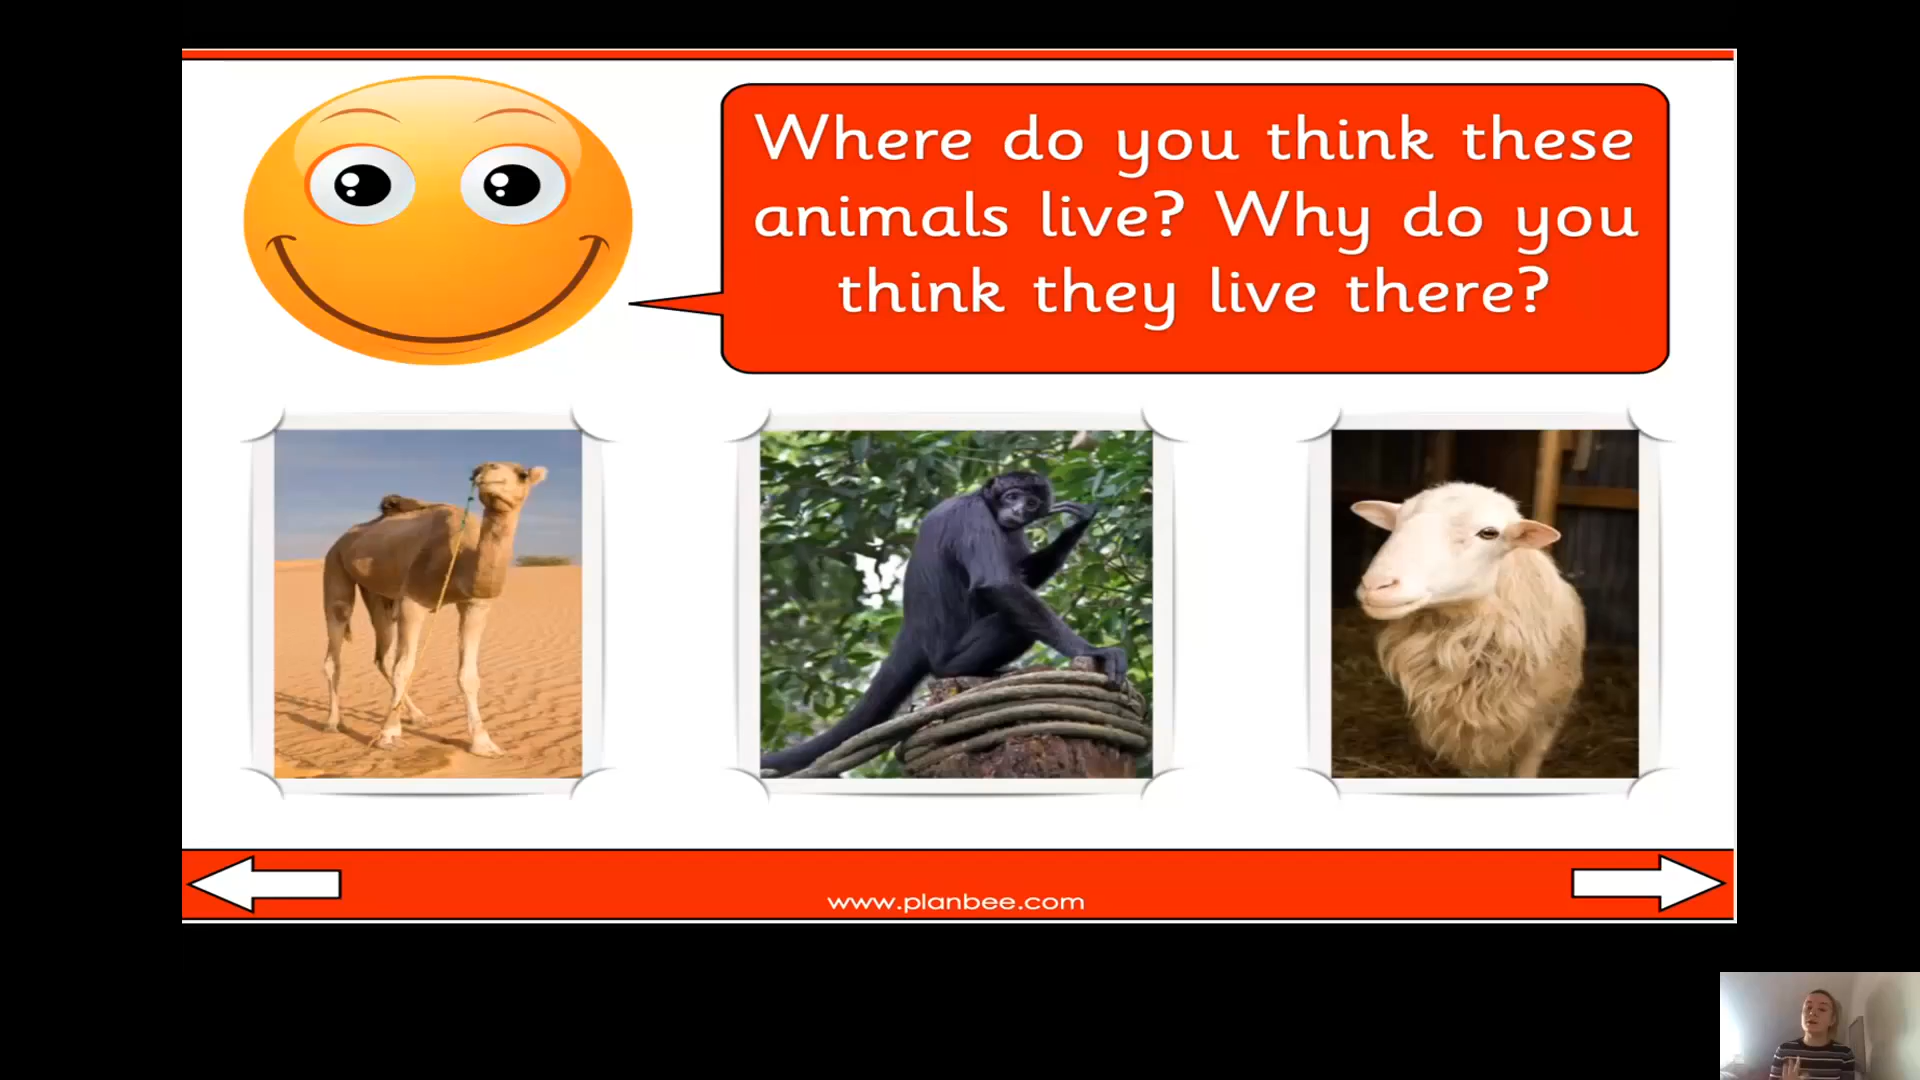 Where do you think these
animals live? Why do you
think they live there?
www.planbee.com